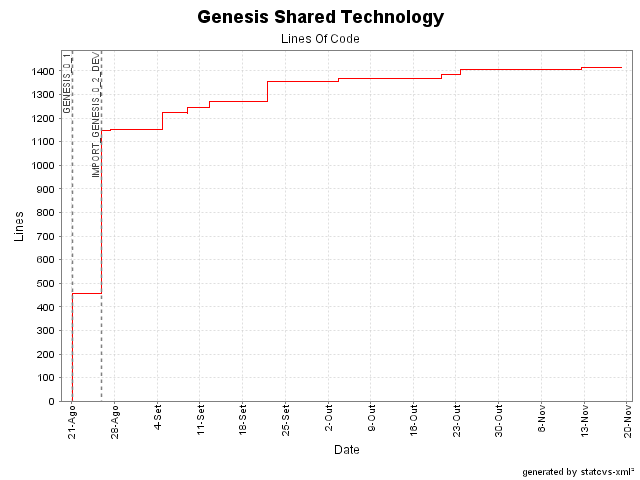 Genesis Shared Technology
Lines Of Code
GENESIS_0_1
IMPORT_GENESIS_0_2_DEV
Lines
1400
1300
1200
1100
1000
900
800
700
600
500
400
300
200
100
0
21-Ago
28-Ago
4-Set
11-Set
18-Set
25-Set
2-Out
9-Out
16-Out
23-Out
30-Out
6-Nov
13-Nov
20-Nov
Date
generated by statcvs-xml²